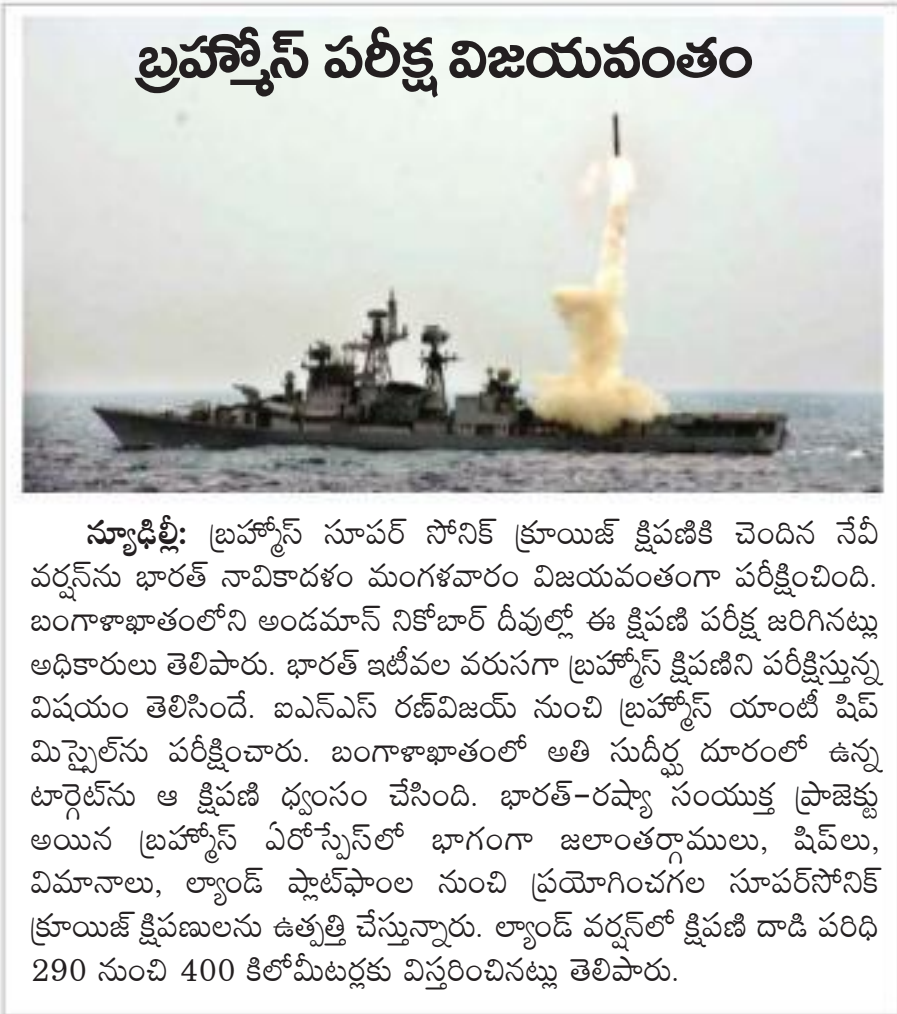 బ్రహ్మోస్ పరీక్ష విజయవంతం
న్యూఢిల్లీ: బ్రహ్మోస్ సూపర్ సోనిక్ క్రూయిజ్ క్షిపణికి చెందిన నేవీ
వర్షన్‌ను భారత్ నావికాదళం మంగళవారం విజయవంతంగా పరీక్షించింది.
బంగాళాఖాతంలోని అండమాన్ నికోబార్ దీవుల్లో ఈ క్షిపణి పరీక్ష జరిగినట్లు
అధికారులు తెలిపారు. భారత్ ఇటీవల వరుసగా బ్రహ్మోస్ క్షిపణిని పరీక్షిస్తున్న
విషయం తెలిసిందే. ఐఎన్ఎస్ రణ్‌విజయ్ నుంచి బ్రహ్మోస్ యాంటీ షిప్
మిస్సైల్‌ను పరీక్షించారు. బంగాళాఖాతంలో అతి సుదీర్ఘ దూరంలో ఉన్న
టార్గెట్‌ను ఆ క్షిపణి ధ్వంసం చేసింది. భారత్-రష్యా సంయుక్త ప్రాజెక్టు
అయిన బ్రహ్మోస్ ఏరోస్పేస్‌లో భాగంగా జలాంతర్గాములు, షిప్‌లు,
విమానాలు, ల్యాండ్ ప్లాట్‌ఫాంల నుంచి ప్రయోగించగల సూపర్‌సోనిక్
క్రూయిజ్ క్షిపణులను ఉత్పత్తి చేస్తున్నారు. ల్యాండ్ వర్షన్‌లో క్షిపణి దాడి పరిధి
290 నుంచి 400 కిలోమీటర్లకు విస్తరించినట్లు తెలిపారు.